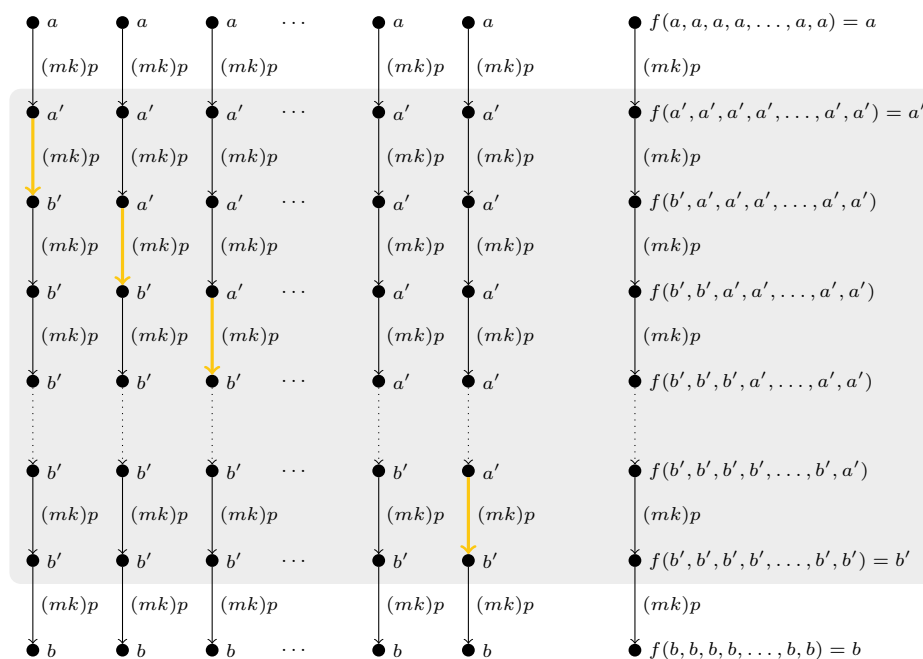 a a a ··· a a f(a, a, a, a, ..., a, a) = a
(mk)p (mk)p (mk)p (mk)p (mk)p (mk)p
a′ a′ a′ ··· a′ a′ f(a′, a′, a′, a′, ..., a′, a′) = a′
(mk)p (mk)p (mk)p (mk)p (mk)p (mk)p
b′ a′ a′ ··· a′ a′ f(b′, a′, a′, a′, ..., a′, a′)
(mk)p (mk)p (mk)p (mk)p (mk)p (mk)p
b′ b′ a′ ··· a′ a′ f(b′, b′, a′, a′, ..., a′, a′)
(mk)p (mk)p (mk)p (mk)p (mk)p (mk)p
b′ b′ b′ ··· a′ a′ f(b′, b′, b′, a′, ..., a′, a′)
b′ b′ b′ ··· b′ a′ f(b′, b′, b′, b′, ..., b′, a′)
(mk)p (mk)p (mk)p (mk)p (mk)p (mk)p
b′ b′ b′ ··· b′ b′ f(b′, b′, b′, b′, ..., b′, b′) = b′
(mk)p (mk)p (mk)p (mk)p (mk)p (mk)p
b b b ··· b b f(b, b, b, b, ..., b, b) = b